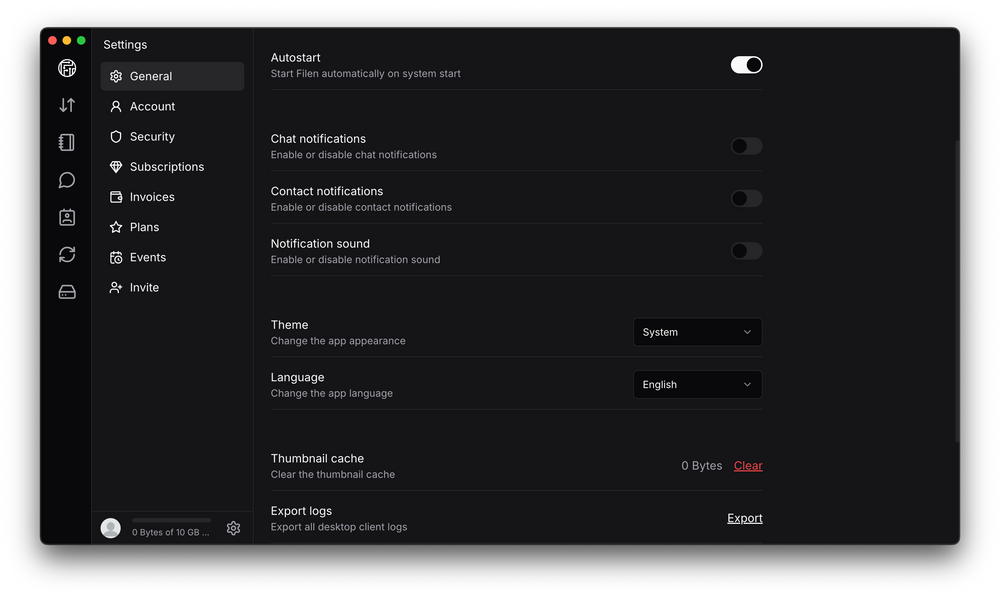 Settings
General
Account
Security
Subscriptions
Invoices
Plans
Events
Invite
0 Bytes of 10 GB ...
Autostart
Start Filen automatically on system start
Chat notifications
Enable or disable chat notifications
Contact notifications
Enable or disable contact notifications
Notification sound
Enable or disable notification sound
Theme
Change the app appearance
System
Language
Change the app language
English
Thumbnail cache
Clear the thumbnail cache
0 Bytes Clear
Export logs
Export all desktop client logs
Export